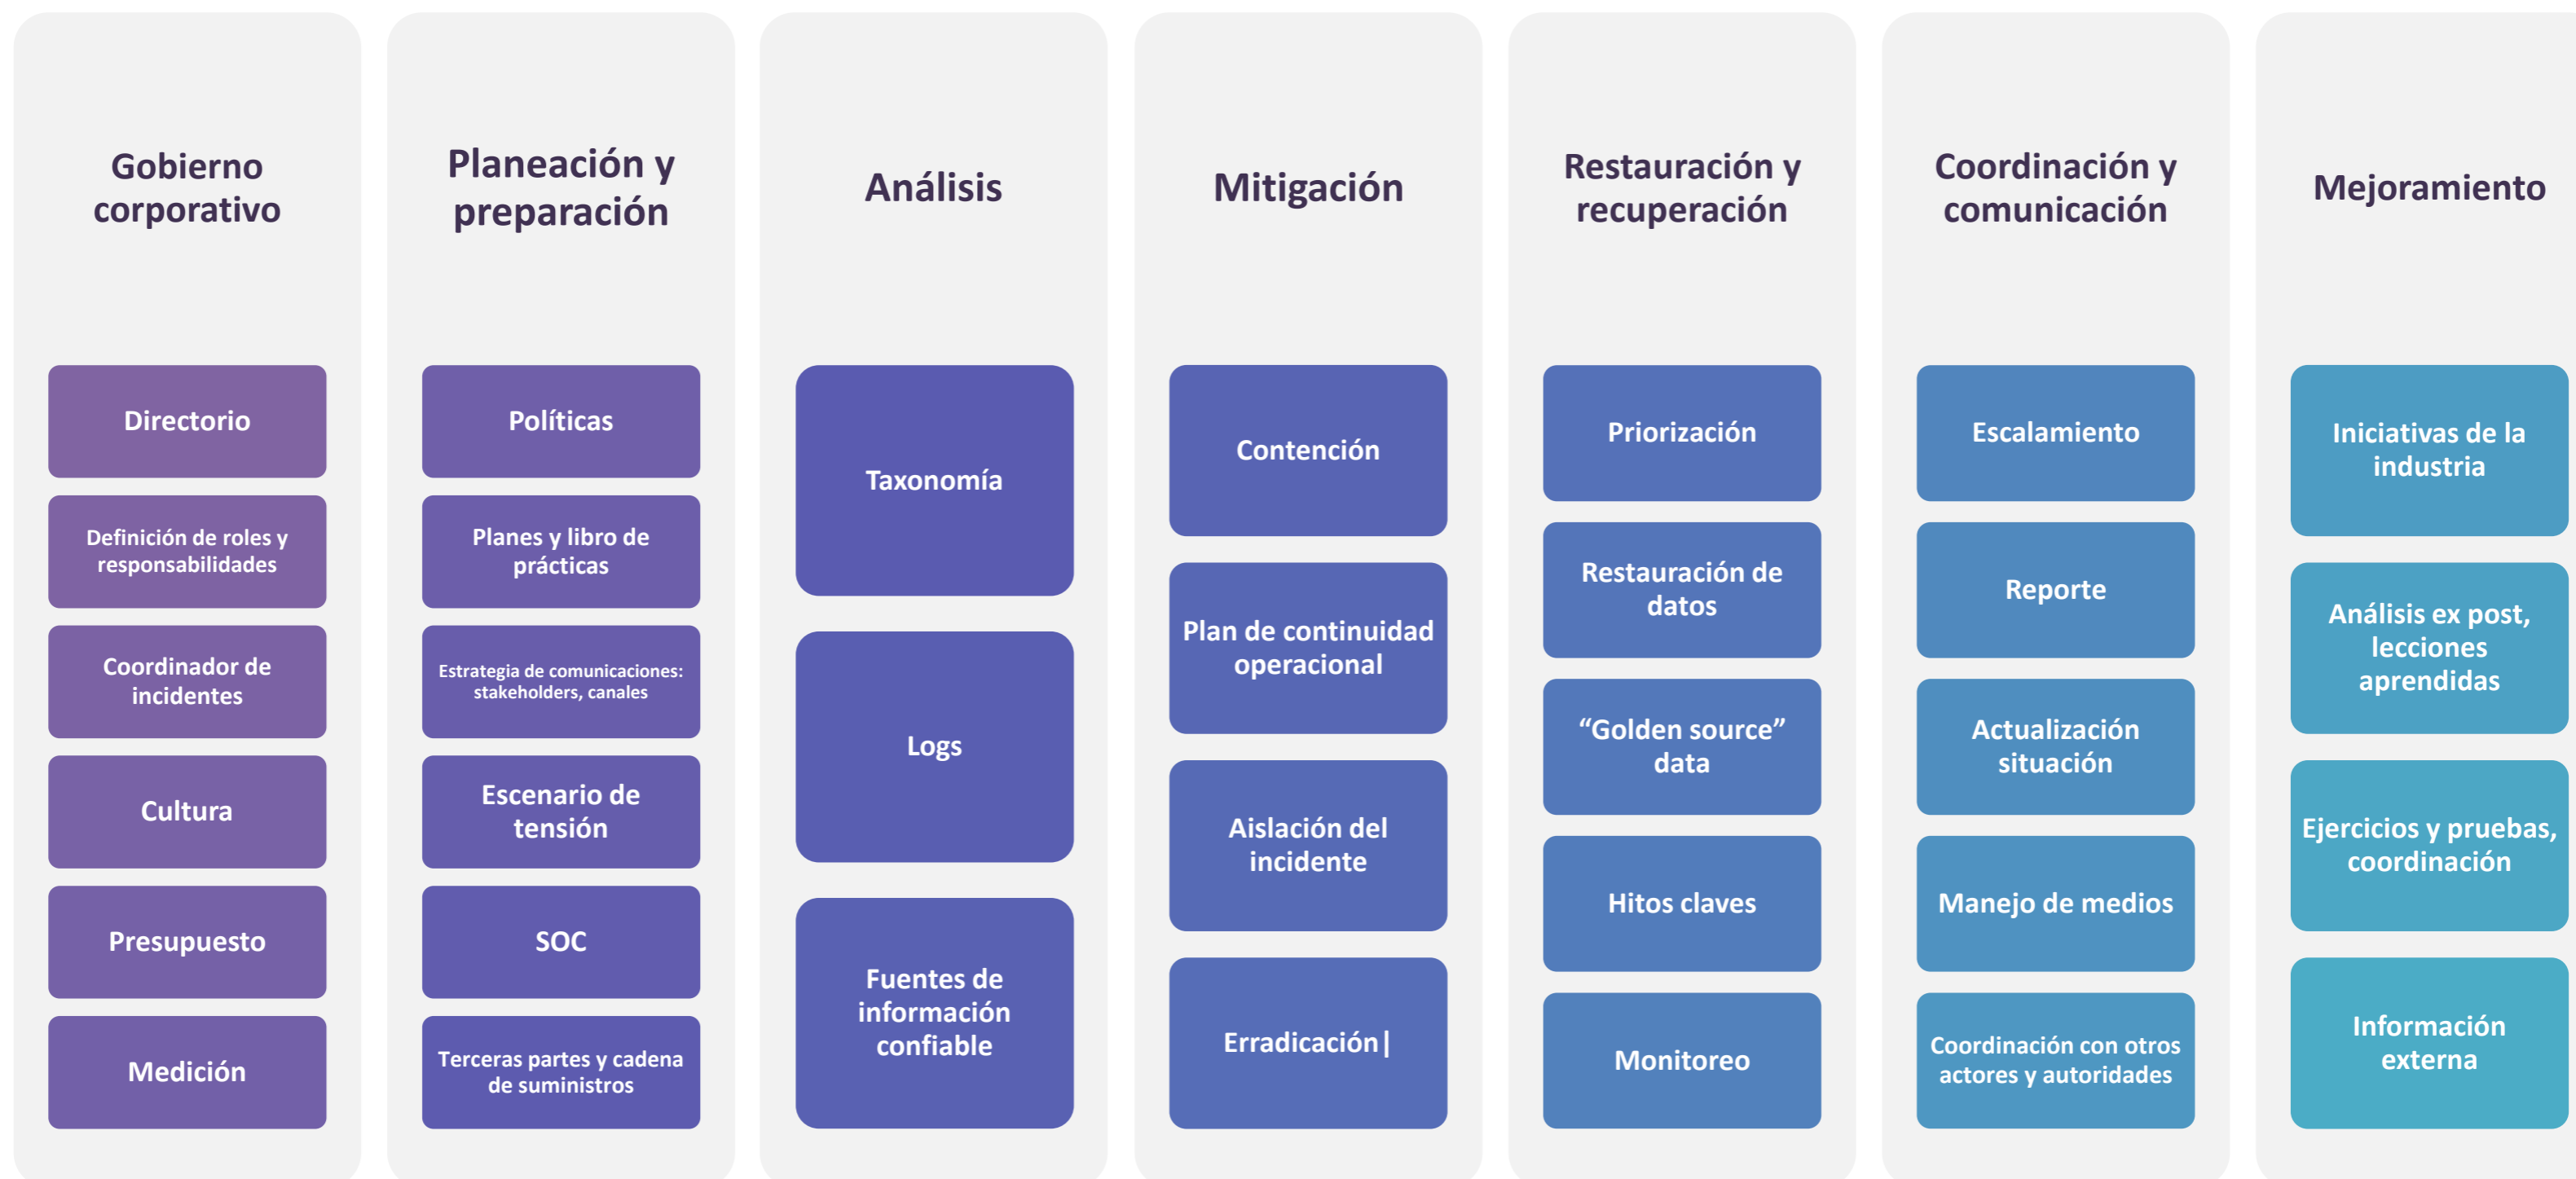 Gobierno
corporativo
Directorio
Definición de roles y
responsabilidades
Coordinador de
incidentes
Cultura
Presupuesto
Medición
Planeación y
preparación
Políticas
Planes y libro de
prácticas
Estrategia de comunicaciones:
stakeholders, canales
Escenario de
tensión
SOC
Terceras partes y cadena
de suministros
Análisis
Taxonomía
Logs
Fuentes de
información
confiable
Mitigación
Contención
Plan de continuidad
operacional
Aislación del
incidente
Erradicación|
Restauración y
recuperación
Priorización
Restauración de
datos
“Golden source”
data
Hitos claves
Monitoreo
Coordinación y
comunicación
Escalamiento
Reporte
Actualización
situación
Manejo de medios
Coordinación con otros
actores y autoridades
Mejoramiento
Iniciativas de la
industria
Análisis ex post,
lecciones
aprendidas
Ejercicios y pruebas,
coordinación
Información
externa